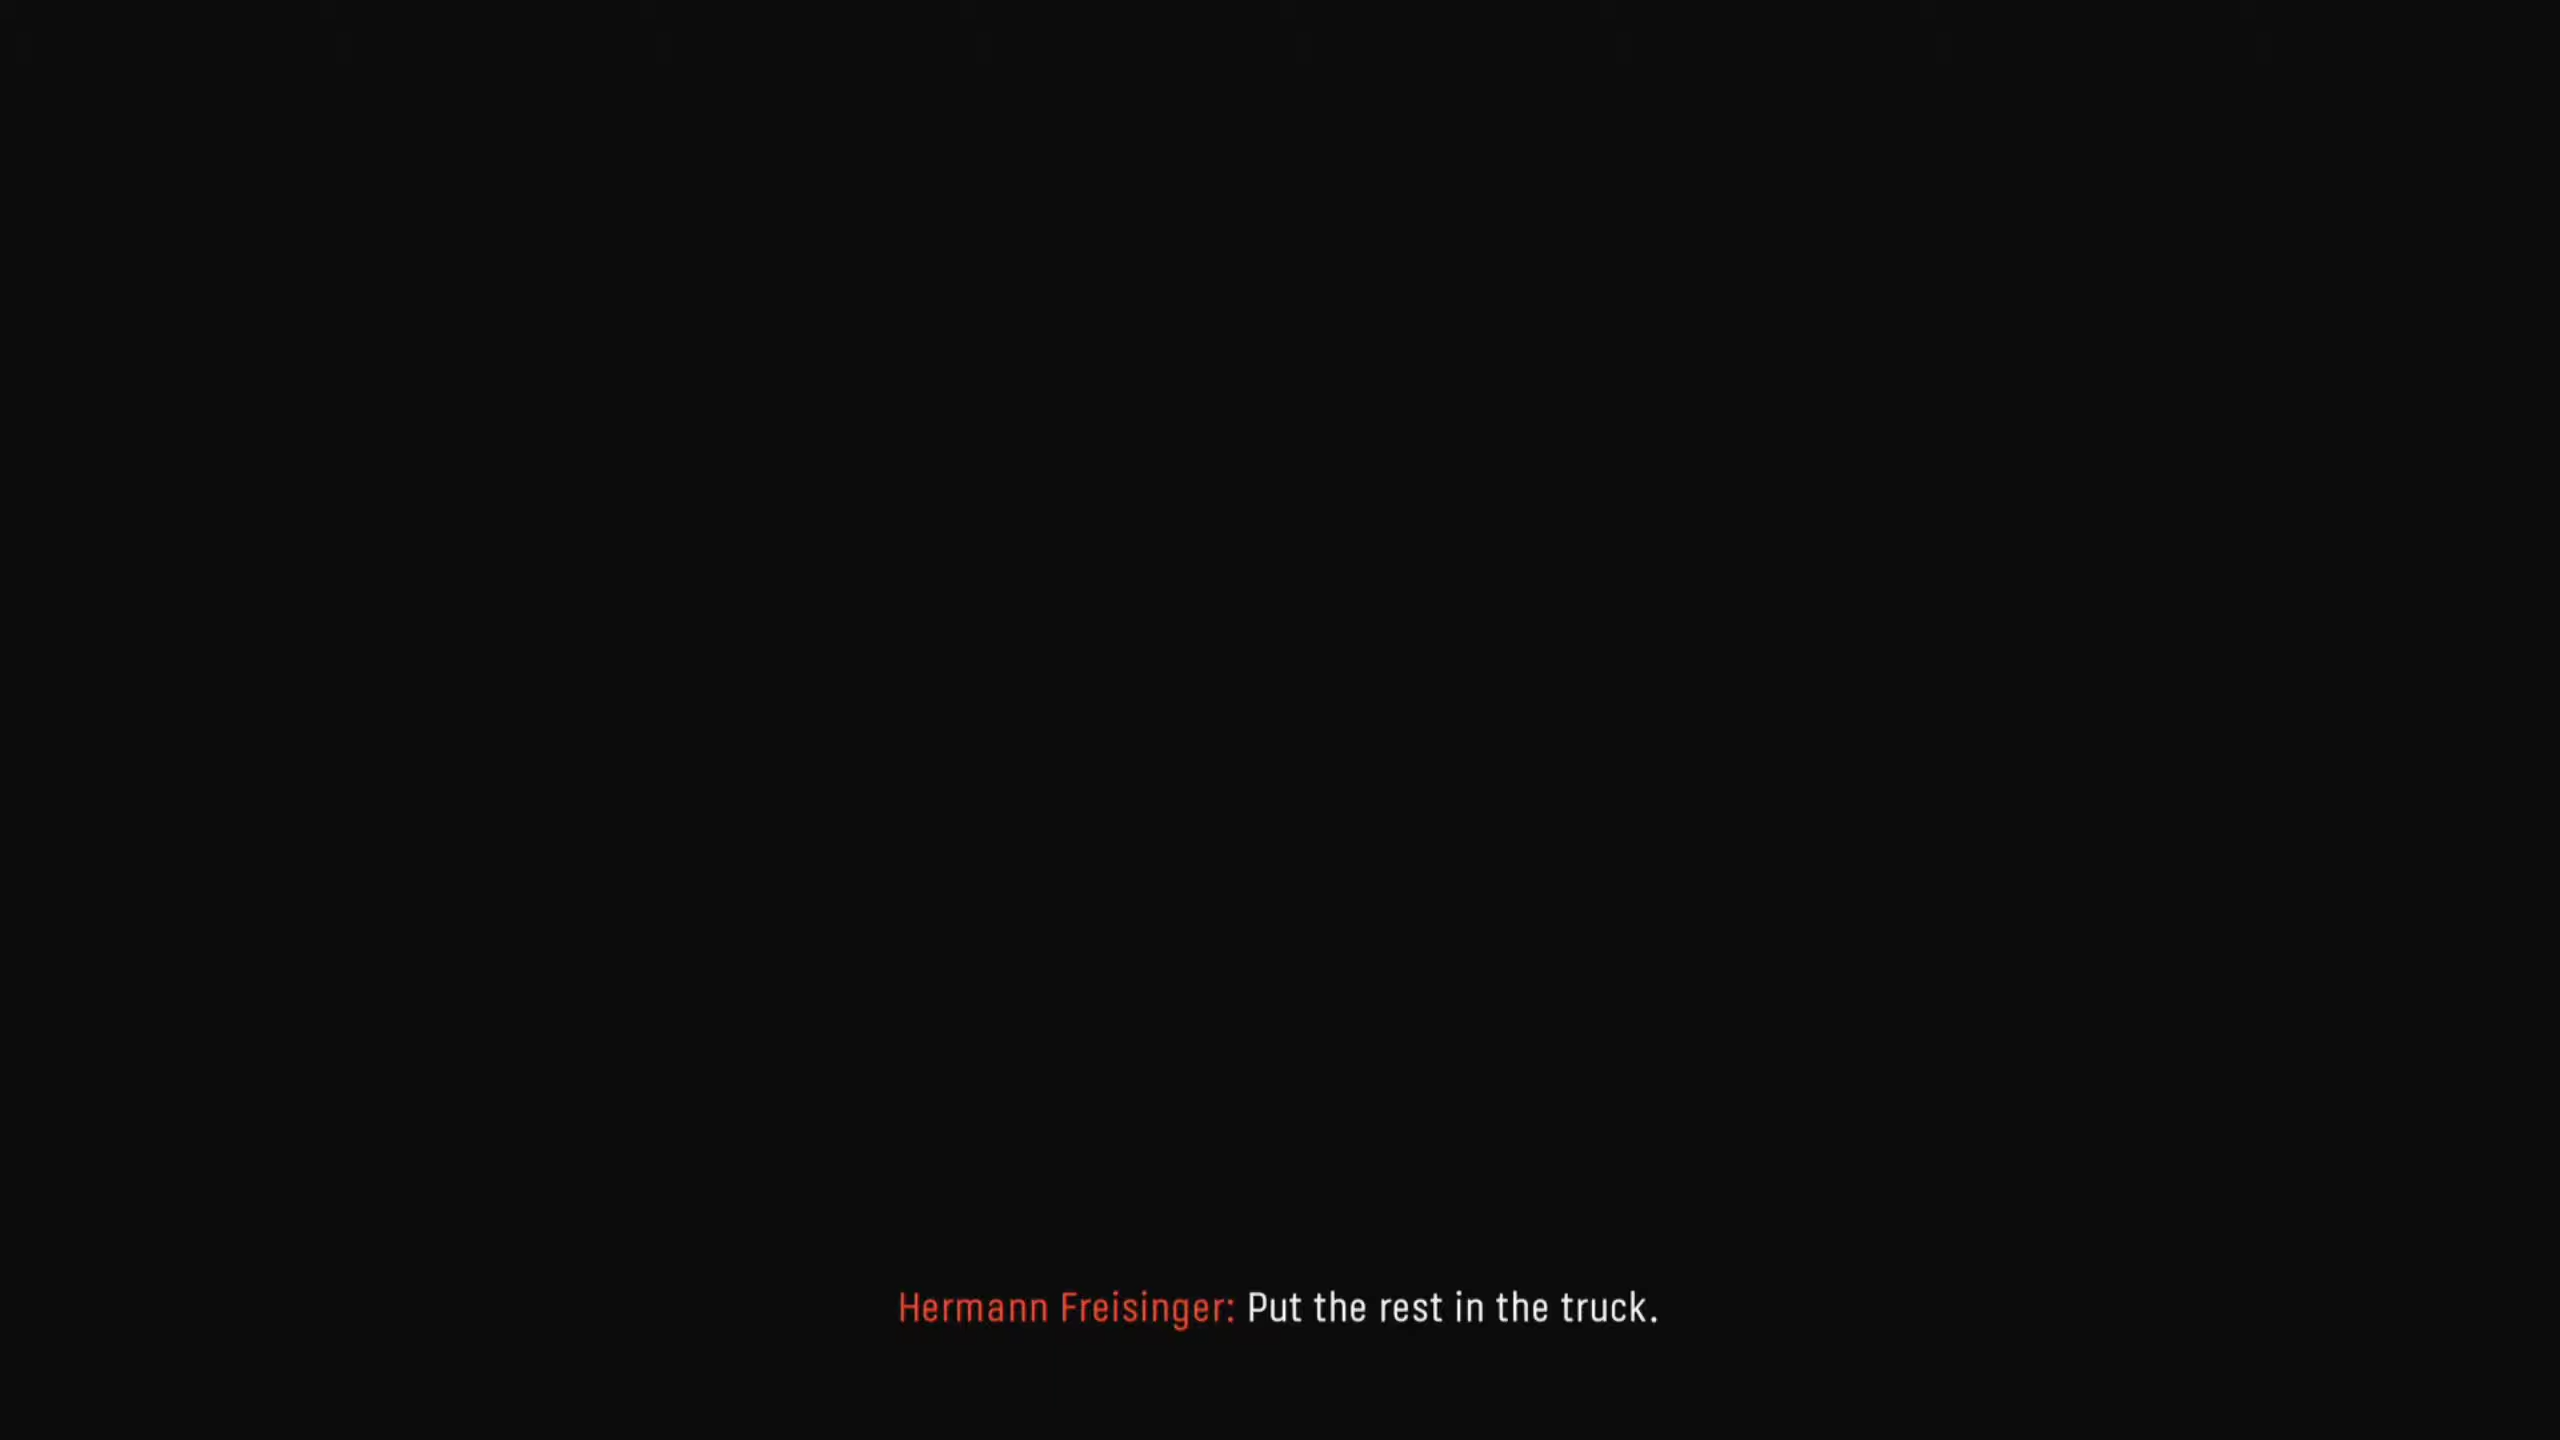 Hermann Freisinger: Put the rest in the truck.